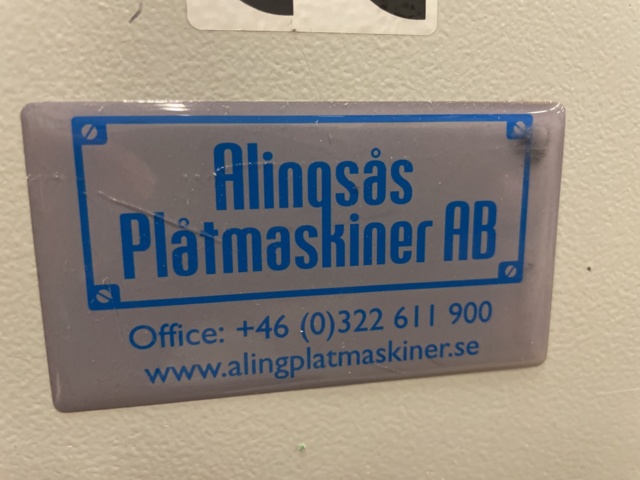 Alingsås
Plåtmaskiner AB
Office: +46 (0)322 611 900
www.alingplatmaskiner.se